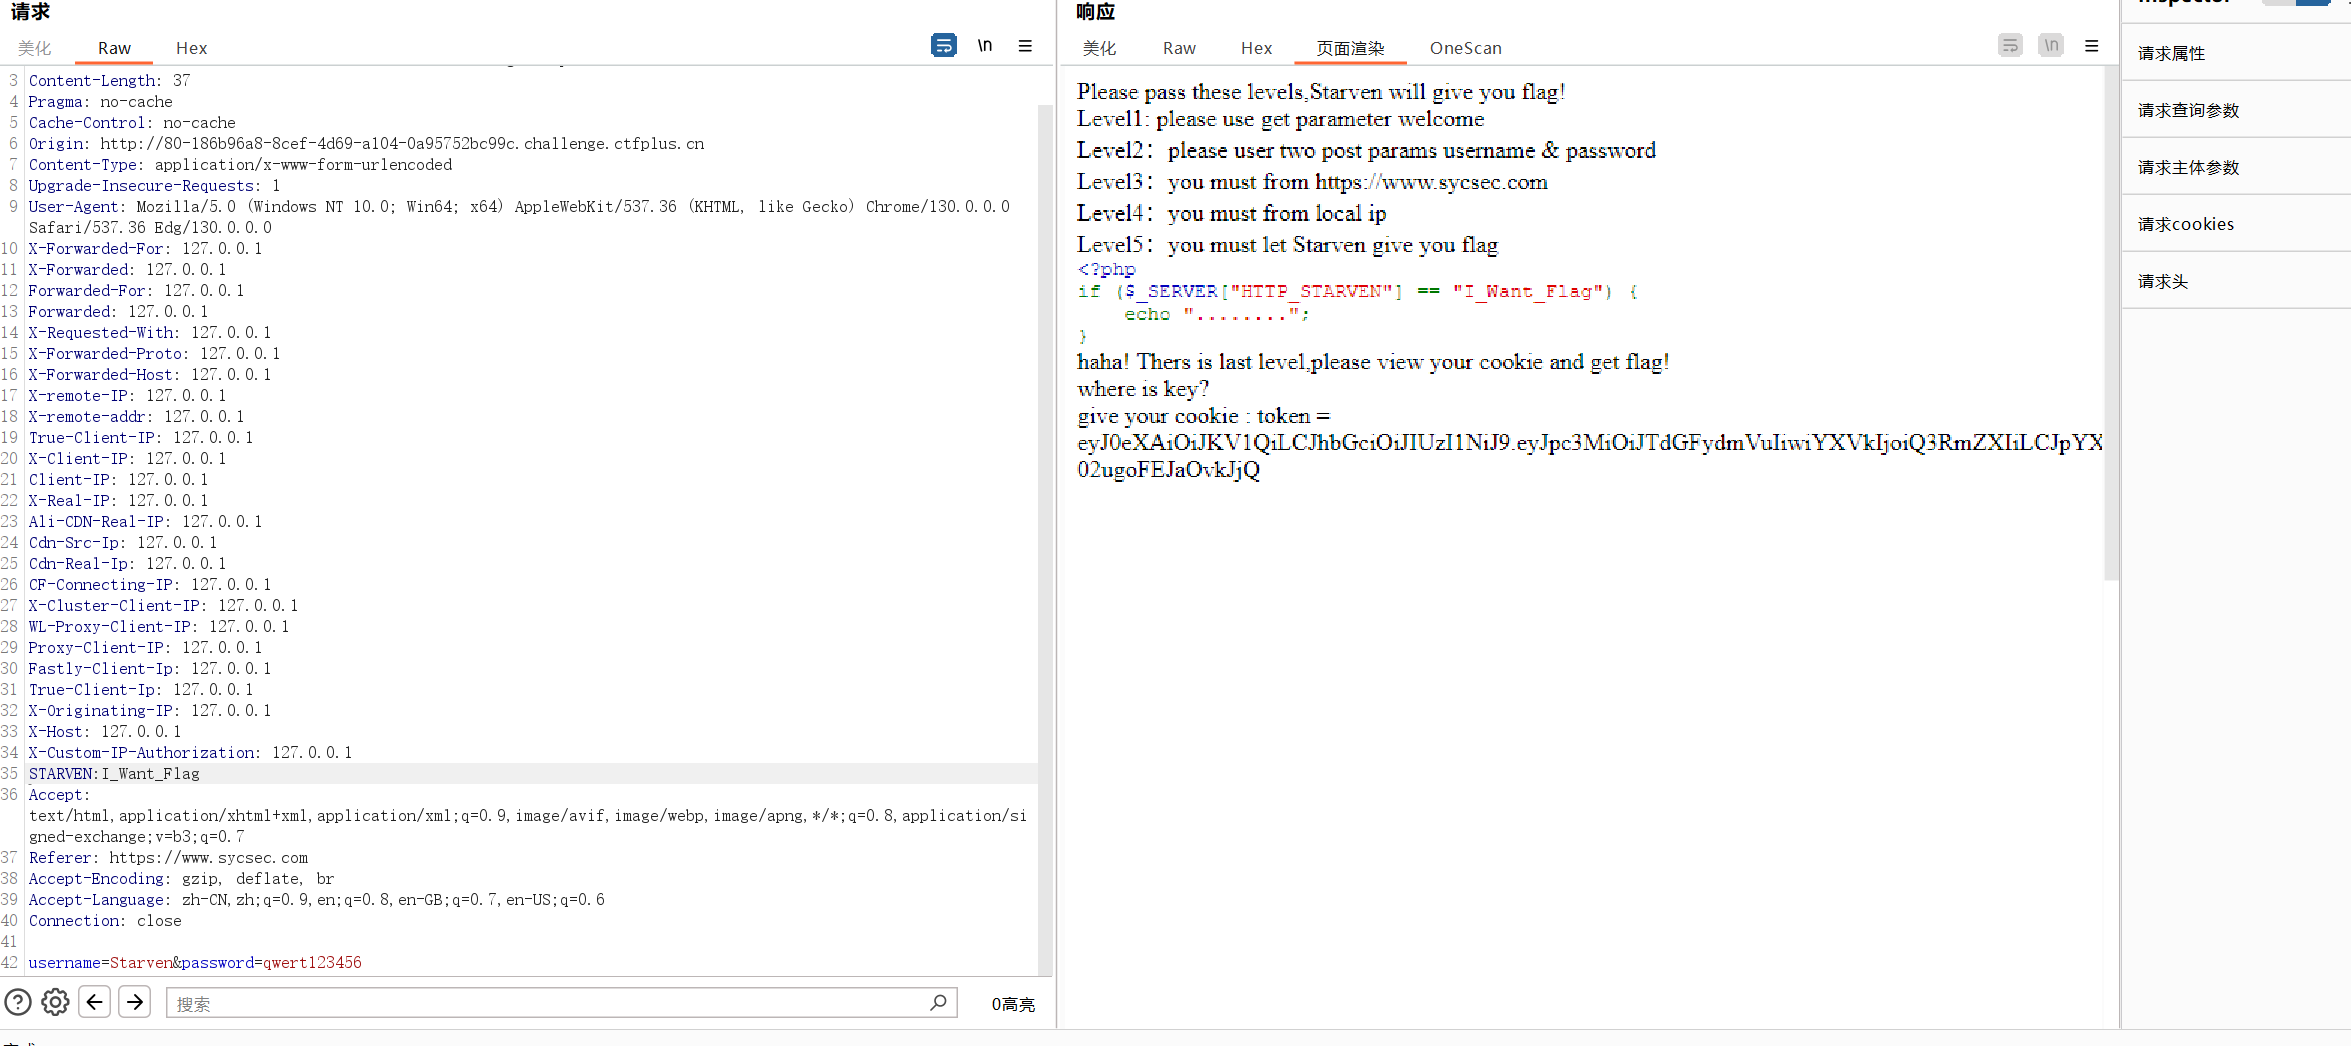 请求
美化 Raw Hex \n
3 Content-Length: 37
4 Pragma: no-cache
5 Cache-Control: no-cache
6 Origin: http://80-186b96a8-8cef-4d69-a104-0a95752bc99c.challenge.ctfplus.cn
7 Content-Type: application/x-www-form-urlencoded
8 Upgrade-Insecure-Requests: 1
9 User-Agent: Mozilla/5.0 (Windows NT 10.0; Win64; x64) AppleWebKit/537.36 (KHTML, like Gecko) Chrome/130.0.0.0
Safari/537.36 Edg/130.0.0.0
10 X-Forwarded-For: 127.0.0.1
11 X-Forwarded: 127.0.0.1
12 Forwarded-For: 127.0.0.1
13 Forwarded: 127.0.0.1
14 X-Requested-With: 127.0.0.1
15 X-Forwarded-Proto: 127.0.0.1
16 X-Forwarded-Host: 127.0.0.1
17 X-remote-IP: 127.0.0.1
18 X-remote-addr: 127.0.0.1
19 True-Client-IP: 127.0.0.1
20 X-Client-IP: 127.0.0.1
21 Client-IP: 127.0.0.1
22 X-Real-IP: 127.0.0.1
23 Ali-CDN-Real-IP: 127.0.0.1
24 Cdn-Src-Ip: 127.0.0.1
25 Cdn-Real-Ip: 127.0.0.1
26 CF-Connecting-IP: 127.0.0.1
27 X-Cluster-Client-IP: 127.0.0.1
28 WL-Proxy-Client-IP: 127.0.0.1
29 Proxy-Client-IP: 127.0.0.1
30 Fastly-Client-Ip: 127.0.0.1
31 True-Client-Ip: 127.0.0.1
32 X-Originating-IP: 127.0.0.1
33 X-Host: 127.0.0.1
34 X-Custom-IP-Authorization: 127.0.0.1
35 STARVEN:I_Want_Flag
36 Accept:
text/html,application/xhtml+xml,application/xml;q=0.9,image/avif,image/webp,image/apng,*/*;q=0.8,application/si
gned-exchange;v=b3;q=0.7
37 Referer: https://www.sycsec.com
38 Accept-Encoding: gzip, deflate, br
39 Accept-Language: zh-CN,zh;q=0.9,en;q=0.8,en-GB;q=0.7,en-US;q=0.6
40 Connection: close
41
42 username=Starven&password=qwert123456
搜索 0高亮
响应
美化 Raw Hex 页面渲染 OneScan \n
Please pass these levels,Starven will give you flag!
Level1: please use get parameter welcome
Level2：please user two post params username & password
Level3：you must from https://www.sycsec.com
Level4：you must from local ip
Level5：you must let Starven give you flag
<?php
if ($_SERVER["HTTP_STARVEN"] == "I_Want_Flag") {
echo "........";
}
haha! Thers is last level,please view your cookie and get flag!
where is key?
give your cookie : token =
eyJ0eXAiOiJKV1QiLCJhbGciOiJIUzI1NiJ9.eyJpc3MiOiJTdGFydmVuIiwiYXVkIjoiQ3RmZXIiLCJpYX
02ugoFEJaOvkJjQ
Inspector
请求属性
请求查询参数
请求主体参数
请求cookies
请求头